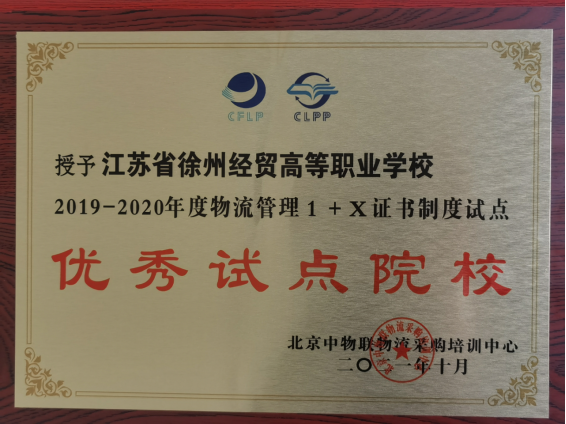 CFLP CLPP
授予 江苏省徐州经贸高等职业学校
2019-2020年度物流管理1 + X证书制度试点
优秀试点院校
北京中物联物流采购培训中心
二〇二一年十月